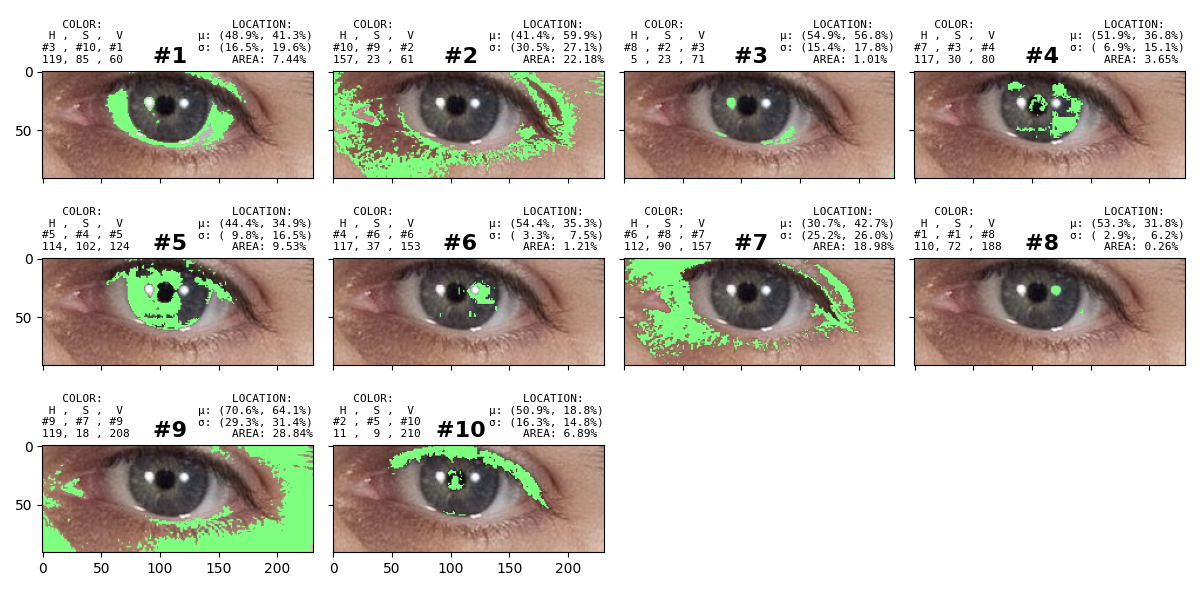 COLOR: LOCATION:
H , S , V μ: (48.9%, 41.3%)
#3 , #10, #1 #1 σ: (16.5%, 19.6%)
119, 85 , 60 AREA: 7.44%
COLOR: LOCATION:
H , S , V μ: (41.4%, 59.9%)
#10, #9 , #2 #2 σ: (30.5%, 27.1%)
157, 23 , 61 AREA: 22.18%
COLOR: LOCATION:
H , S , V μ: (54.9%, 56.8%)
#8 , #2 , #3 #3 σ: (15.4%, 17.8%)
5 , 23 , 71 AREA: 1.01%
COLOR: LOCATION:
H , S , V μ: (51.9%, 36.8%)
#7 , #3 , #4 #4 σ: ( 6.9%, 15.1%)
117, 30 , 80 AREA: 3.65%
0
50
COLOR: LOCATION:
H , S , V μ: (44.4%, 34.9%)
#5 , #4 , #5 #5 σ: ( 9.8%, 16.5%)
114, 102, 124 AREA: 9.53%
COLOR: LOCATION:
H , S , V μ: (54.4%, 35.3%)
#4 , #6 , #6 #6 σ: ( 3.3%, 7.5%)
117, 37 , 153 AREA: 1.21%
COLOR: LOCATION:
H , S , V μ: (30.7%, 42.7%)
#6 , #8 , #7 #7 σ: (25.2%, 26.0%)
112, 90 , 157 AREA: 18.98%
COLOR: LOCATION:
H , S , V μ: (53.3%, 31.8%)
#1 , #1 , #8 #8 σ: ( 2.9%, 6.2%)
110, 72 , 188 AREA: 0.26%
0
50
COLOR: LOCATION:
H , S , V μ: (70.6%, 64.1%)
#9 , #7 , #9 #9 σ: (29.3%, 31.4%)
119, 18 , 208 AREA: 28.84%
COLOR: LOCATION:
H , S , V μ: (50.9%, 18.8%)
#2 , #5 , #10 #10 σ: (16.3%, 14.8%)
11 , 9 , 210 AREA: 6.89%
0
50
0 50 100 150 200
0 50 100 150 200